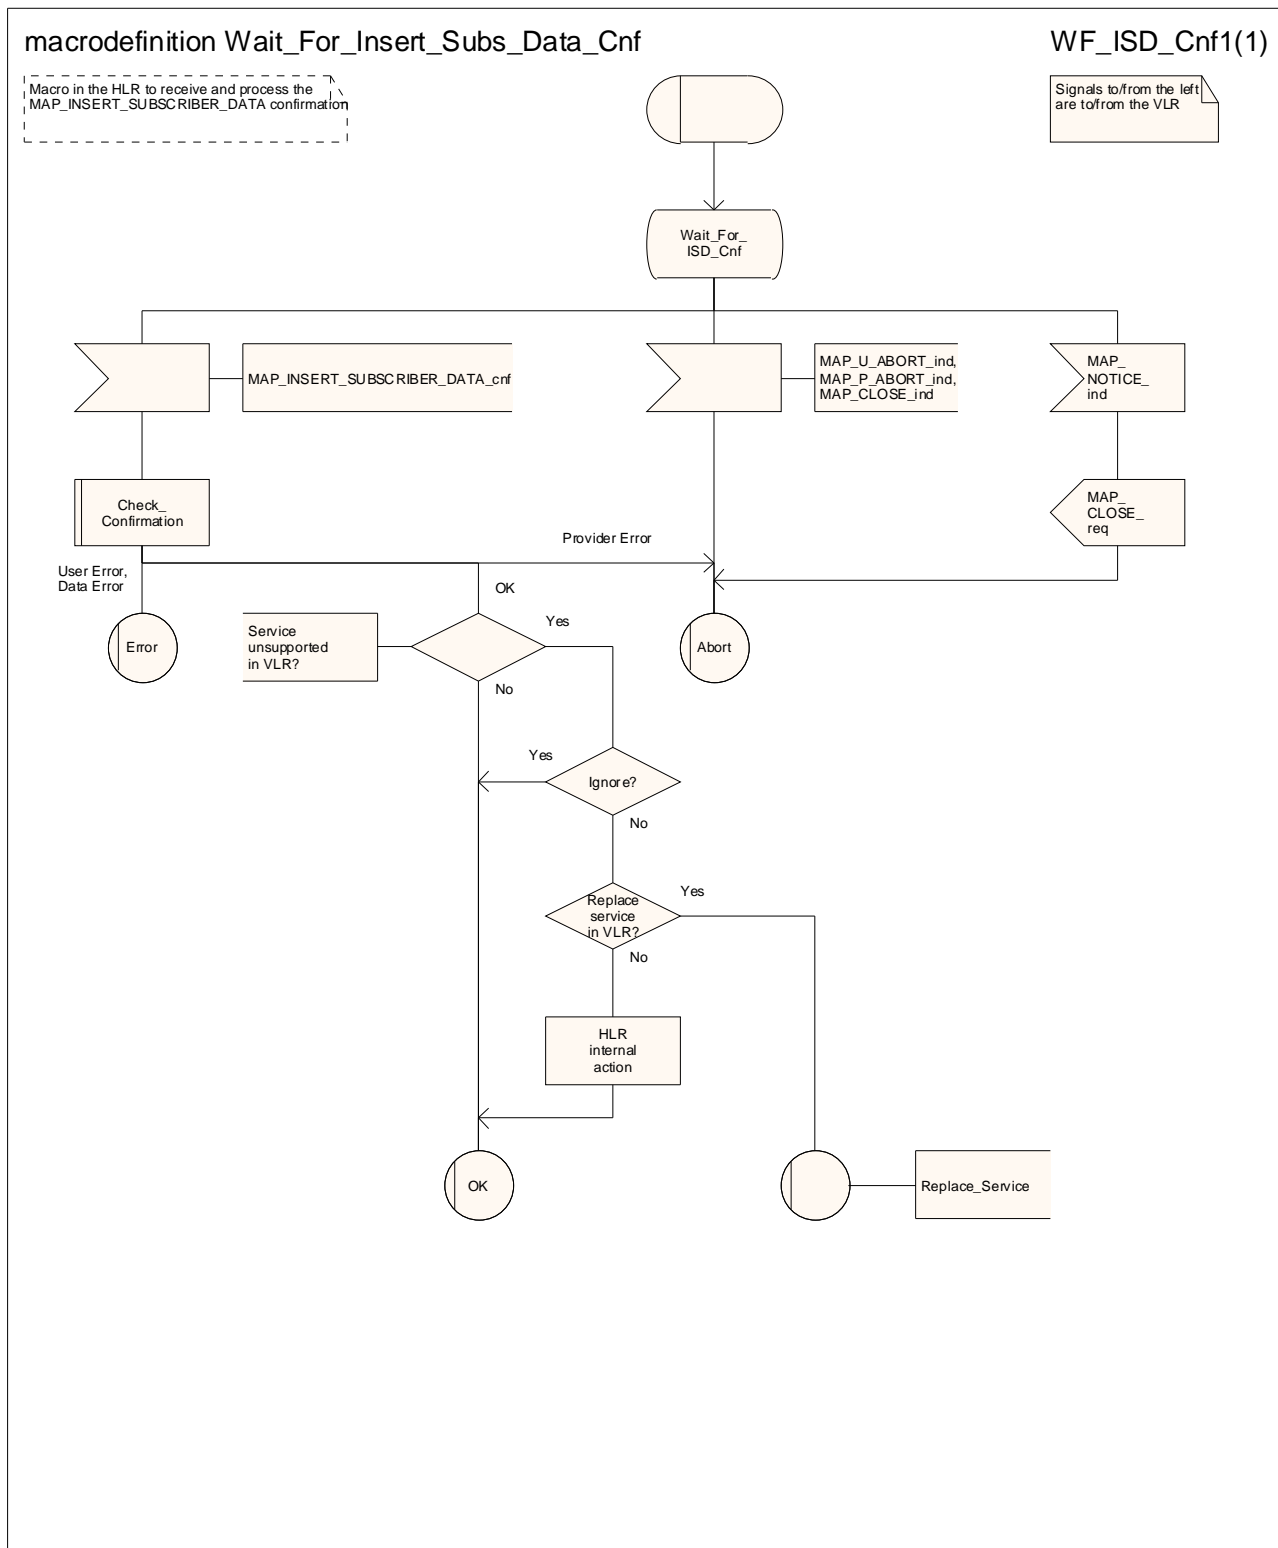 macrodefinition Wait_For_Insert_Subs_Data_Cnf
WF_ISD_Cnf1(1)
Macro in the HLR to receive and process the
MAP_INSERT_SUBSCRIBER_DATA confirmation
Signals to/from the left
are to/from the VLR
Wait_For_
ISD_Cnf
MAP_INSERT_SUBSCRIBER_DATA_cnf
MAP_U_ABORT_ind,
MAP_P_ABORT_ind,
MAP_CLOSE_ind
MAP_
NOTICE_
ind
Check_
Confirmation
MAP_
CLOSE_
req
Provider Error
User Error,
Data Error
OK
Error
Service
unsupported
in VLR?
Yes
Abort
No
Yes
Ignore?
No
Replace
service
in VLR?
Yes
No
HLR
internal
action
OK
Replace_Service